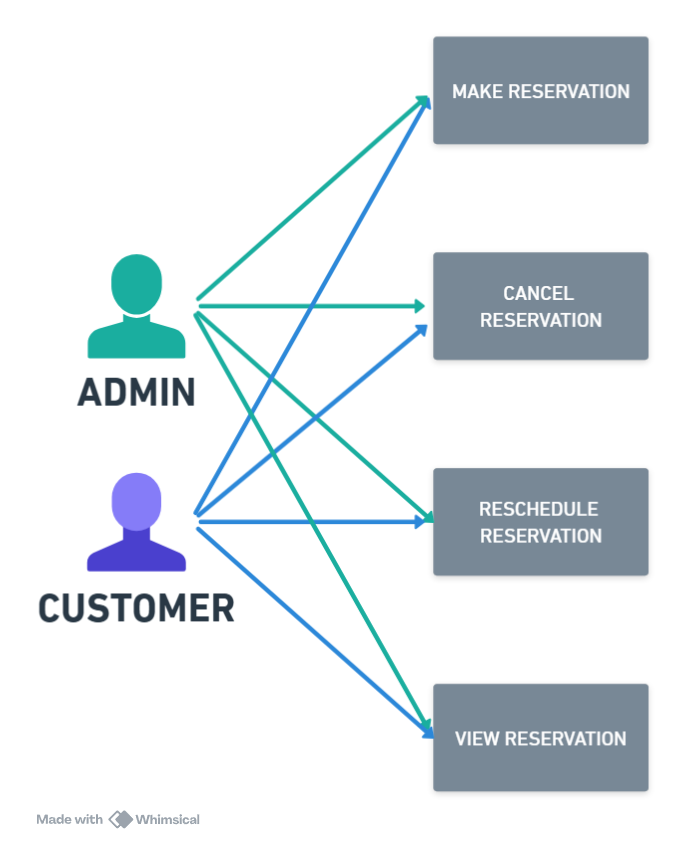 MAKE RESERVATION
CANCEL
RESERVATION
ADMIN
RESCHEDULE
RESERVATION
CUSTOMER
VIEW RESERVATION
Made with Whimsical